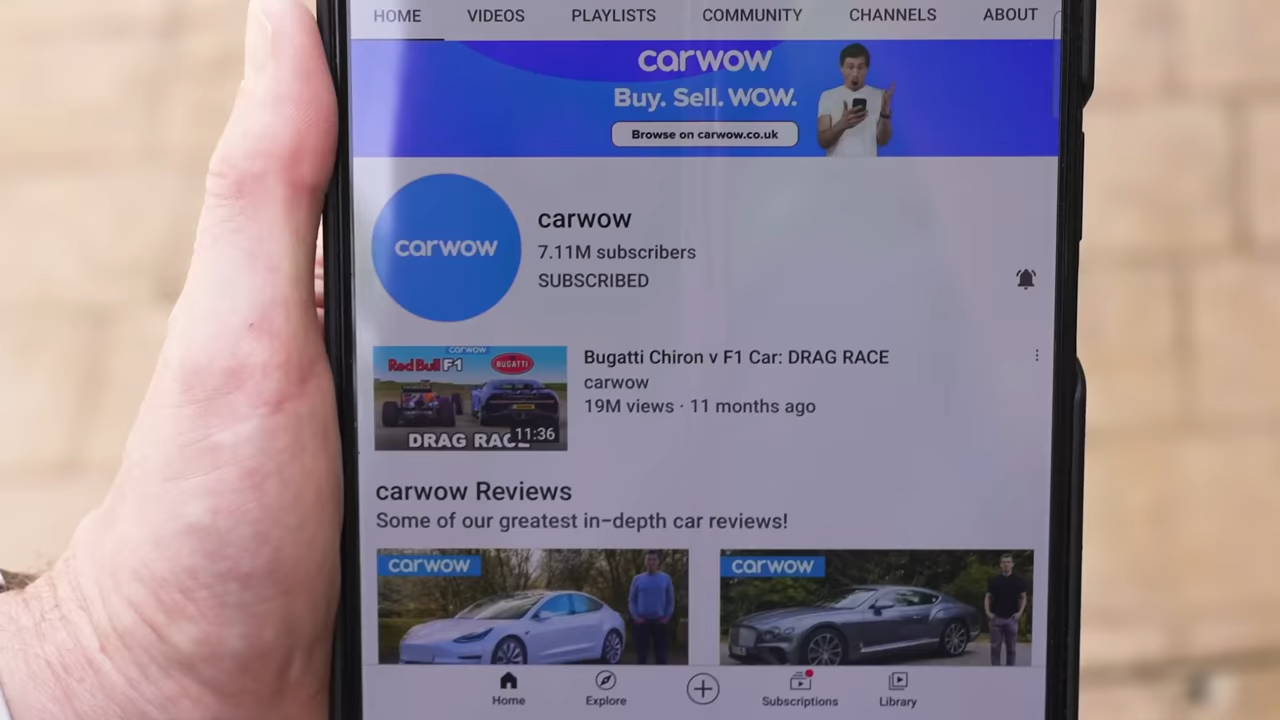 HOME VIDEOS PLAYLISTS COMMUNITY CHANNELS ABOUT
carwow
Buy. Sell. WOW.
Browse on carwow.co.uk
carwow
carwow
7.11M subscribers
SUBSCRIBED
carwow
Red Bull F1
BUGATTI
DRAG RACE
11:36
Bugatti Chiron v F1 Car: DRAG RACE
carwow
19M views · 11 months ago
carwow Reviews
Some of our greatest in-depth car reviews!
carwow
carwow
Home Explore Subscriptions Library